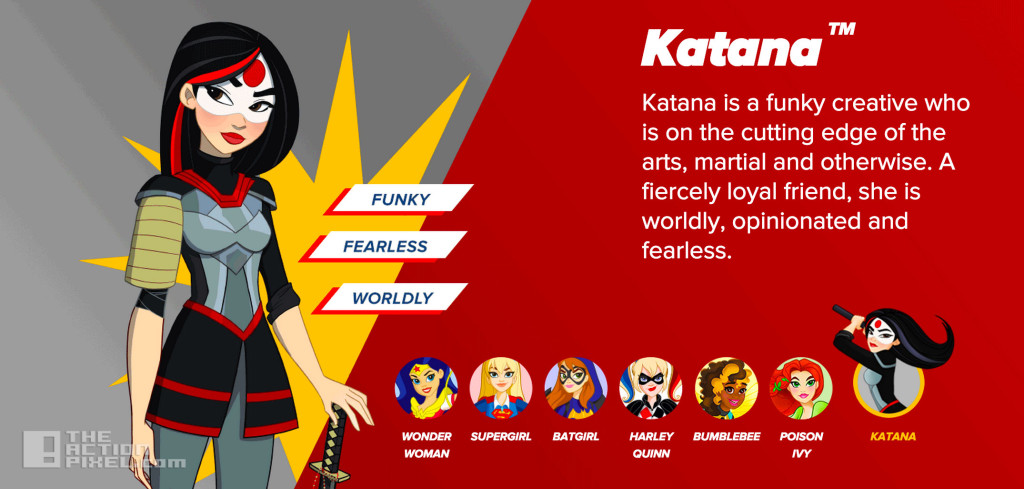 Katana™
Katana is a funky creative who
is on the cutting edge of the
arts, martial and otherwise. A
fiercely loyal friend, she is
worldly, opinionated and
fearless.
FUNKY
FEARLESS
WORLDLY
WONDER
WOMAN
SUPERGIRL
BATGIRL
HARLEY
QUINN
BUMBLEBEE
POISON
IVY
KATANA
THE
ACTION
PIXEL.com